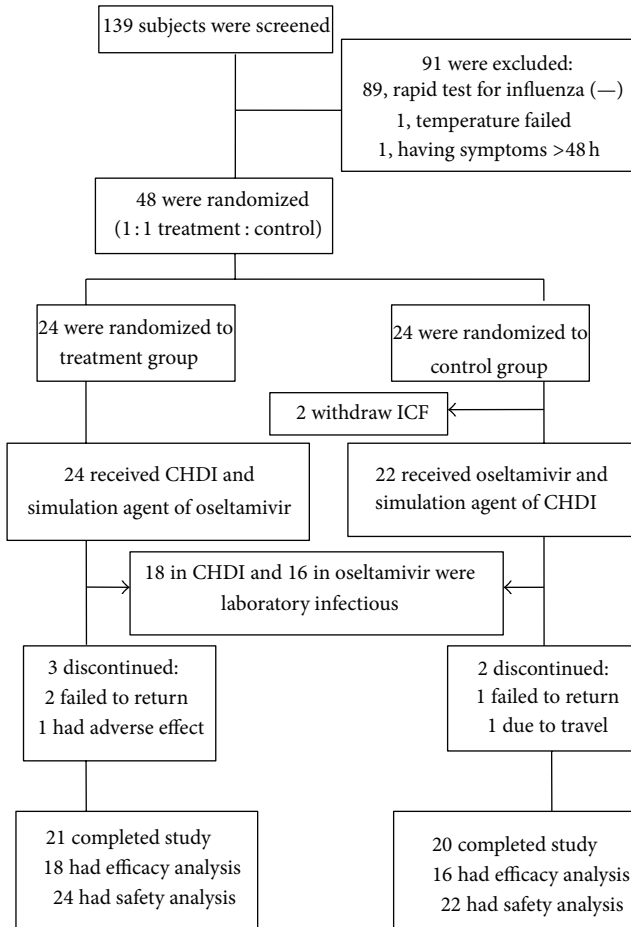 139 subjects were screened
91 were excluded:
89, rapid test for influenza (—)
1, temperature failed
1, having symptoms >48 h
48 were randomized
(1 : 1 treatment : control)
24 were randomized to
treatment group
24 were randomized to
control group
2 withdraw ICF
24 received CHDI and
simulation agent of oseltamivir
22 received oseltamivir and
simulation agent of CHDI
18 in CHDI and 16 in oseltamivir were
laboratory infectious
3 discontinued:
2 failed to return
1 had adverse effect
2 discontinued:
1 failed to return
1 due to travel
21 completed study
18 had efficacy analysis
24 had safety analysis
20 completed study
16 had efficacy analysis
22 had safety analysis